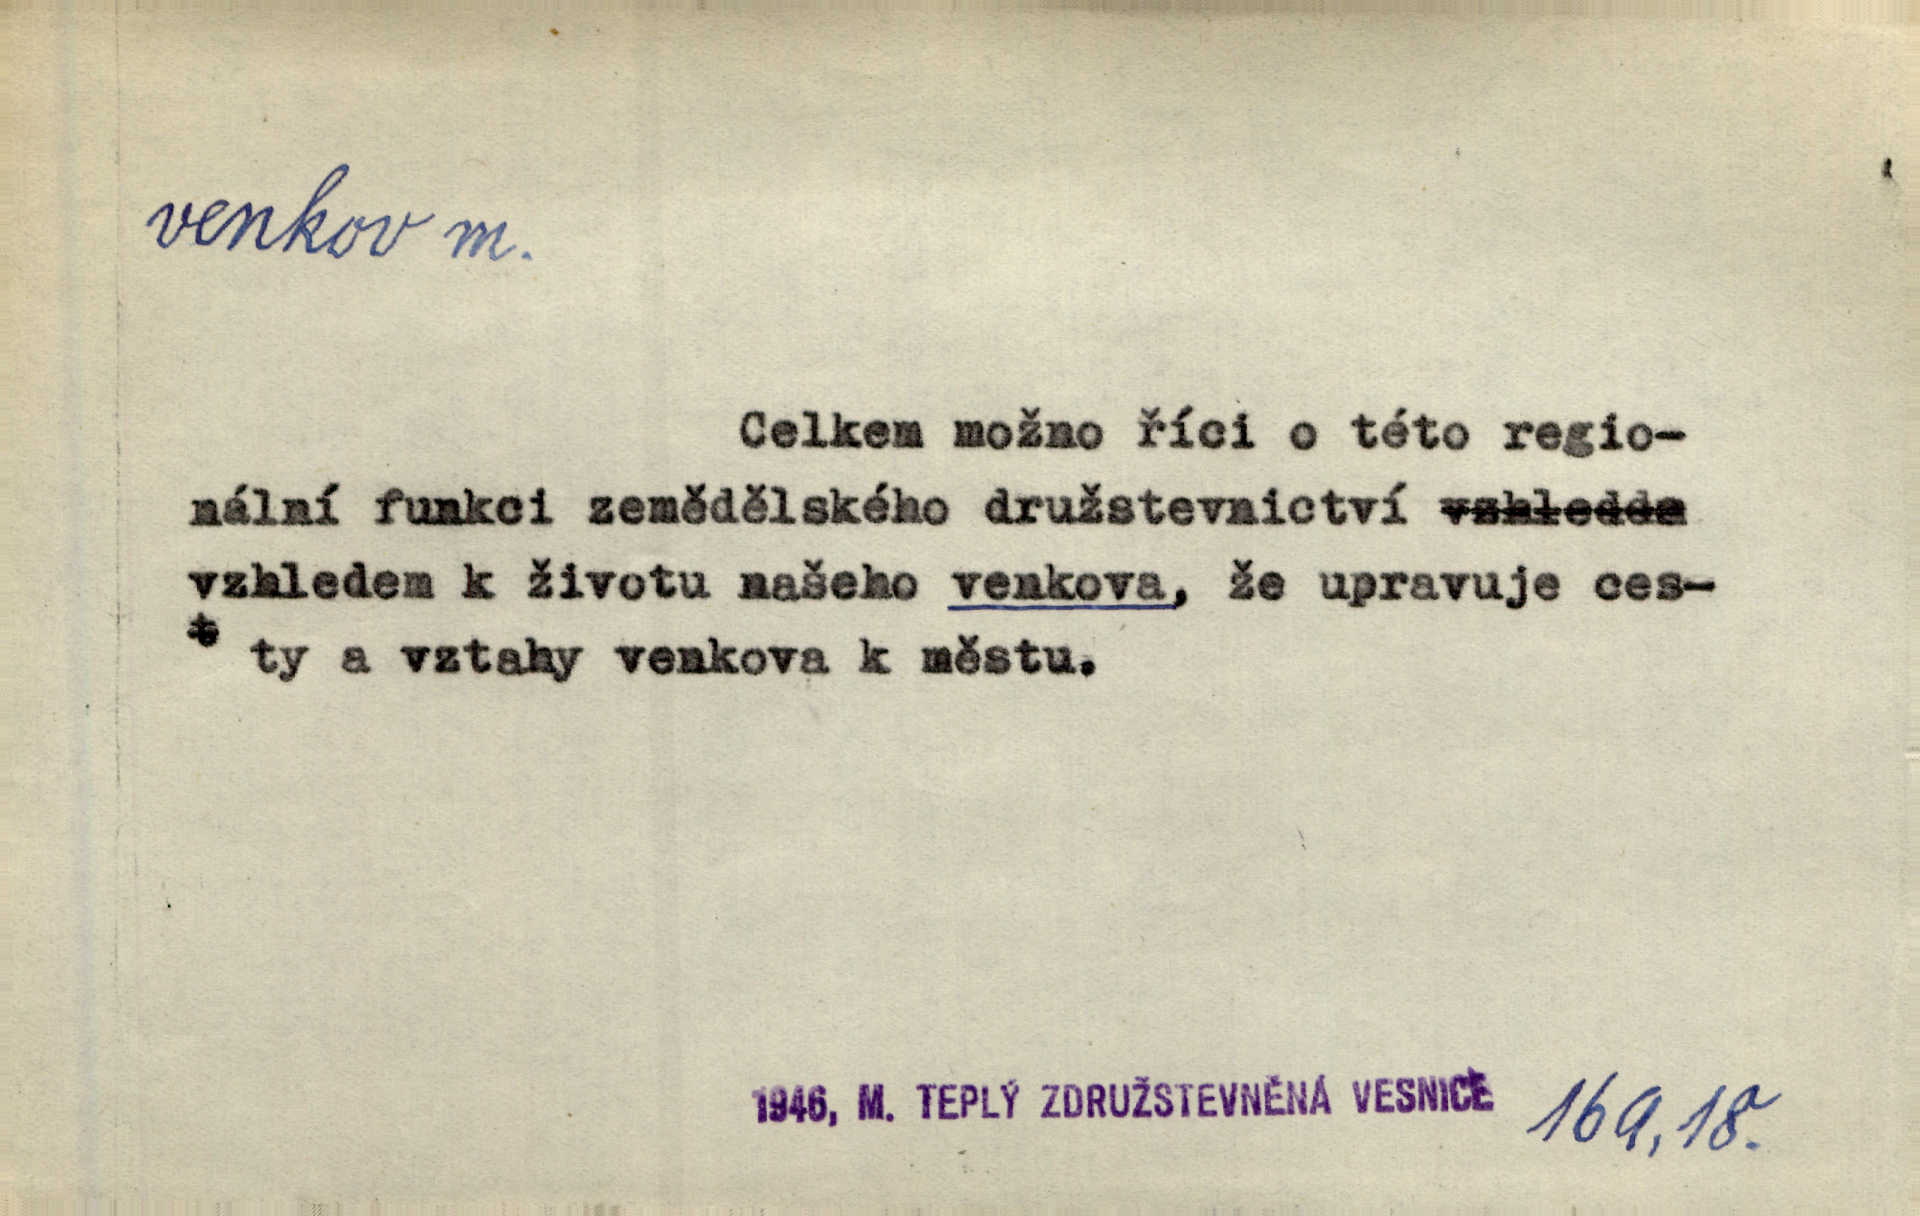 venkov m.
Celkem možno říci o této regio-
nální funkci zemědělského družstevnictví
vzhledem k životu našeho venkova, že upravuje ces-
ty a vztahy venkova k městu.
1946, M. TEPLÝ ZDRUŽSTEVNĚNÁ VESNICE 169,18.